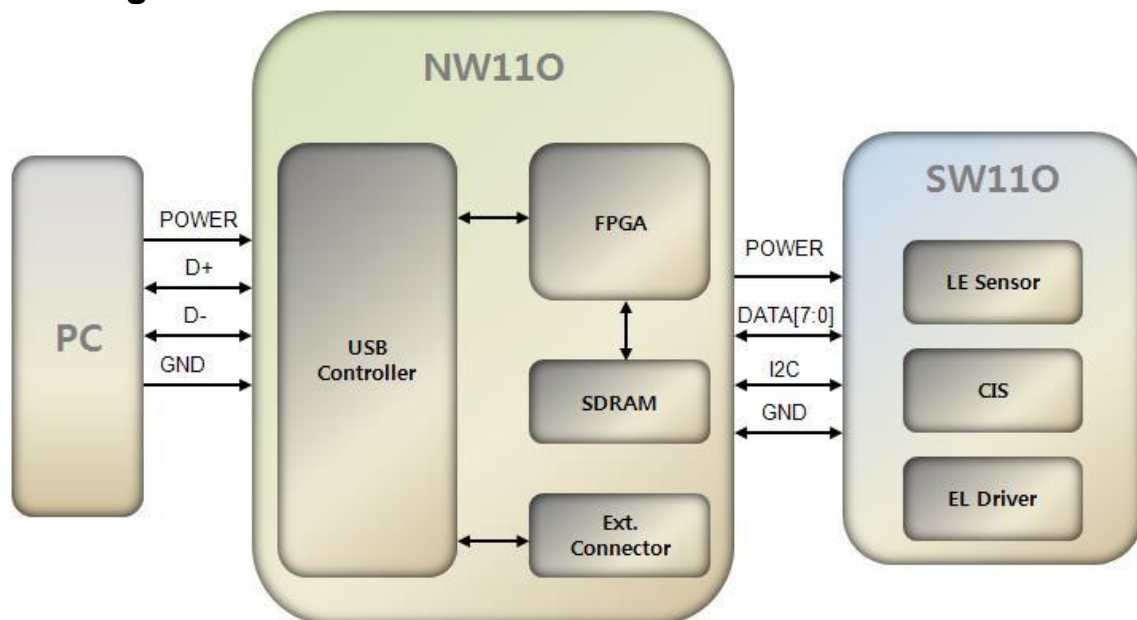 NW11O
SW11O
PC
POWER
D+
D-
GND
USB
Controller
FPGA
SDRAM
Ext.
Connector
POWER
DATA[7:0]
I2C
GND
LE Sensor
CIS
EL Driver